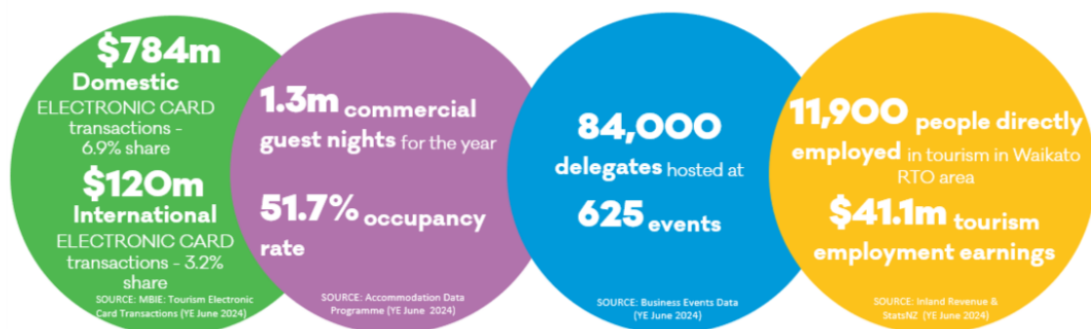 $784m
Domestic
ELECTRONIC CARD
transactions -
6.9% share
$120m
International
ELECTRONIC CARD
transactions - 3.2%
share
SOURCE: MBIE: Tourism Electronic
Card Transactions (YE June 2024)
1.3m commercial
guest nights for the year
51.7% occupancy
rate
SOURCE: Accommodation Data
Programme (YE June 2024)
84,000
delegates hosted at
625 events
SOURCE: Business Events Data
(YE June 2024)
11,900 people directly
employed in tourism in Waikato
RTO area
$41.1m tourism
employment earnings
SOURCE: Inland Revenue &
StatsNZ (YE June 2024)